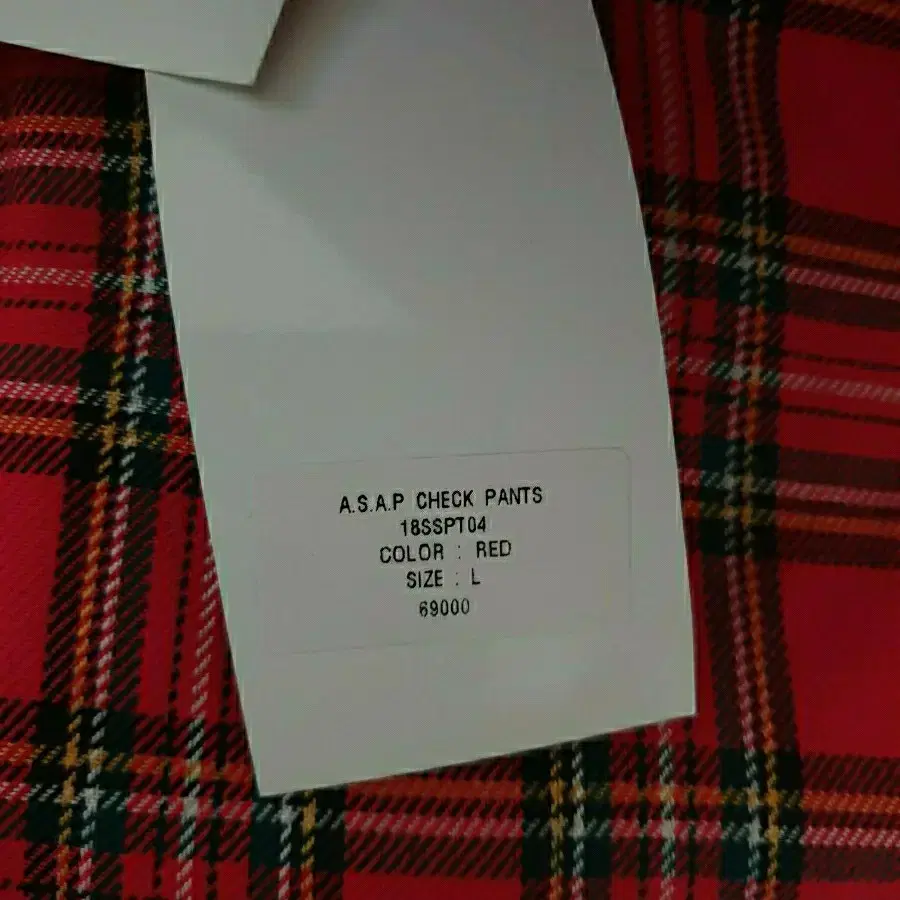 A.S.A.P CHECK PANTS
18SSPT04
COLOR : RED
SIZE : L
69000